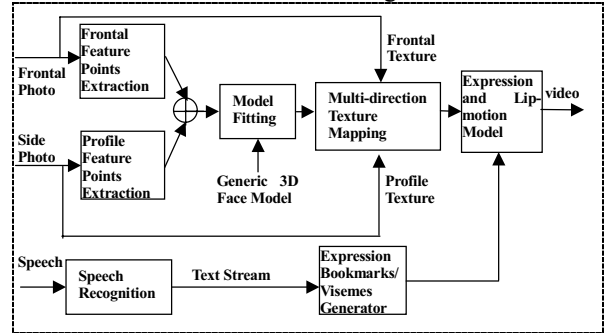 Frontal
Photo
Frontal
Feature
Points
Extraction
Frontal
Texture
Side
Photo
Profile
Feature
Points
Extraction
Model
Fitting
Generic 3D
Face Model
Multi-direction
Texture
Mapping
Profile
Texture
Expression
and Lip-
motion
Model
video
Speech
Speech
Recognition
Text Stream
Expression
Bookmarks/
Visemes
Generator